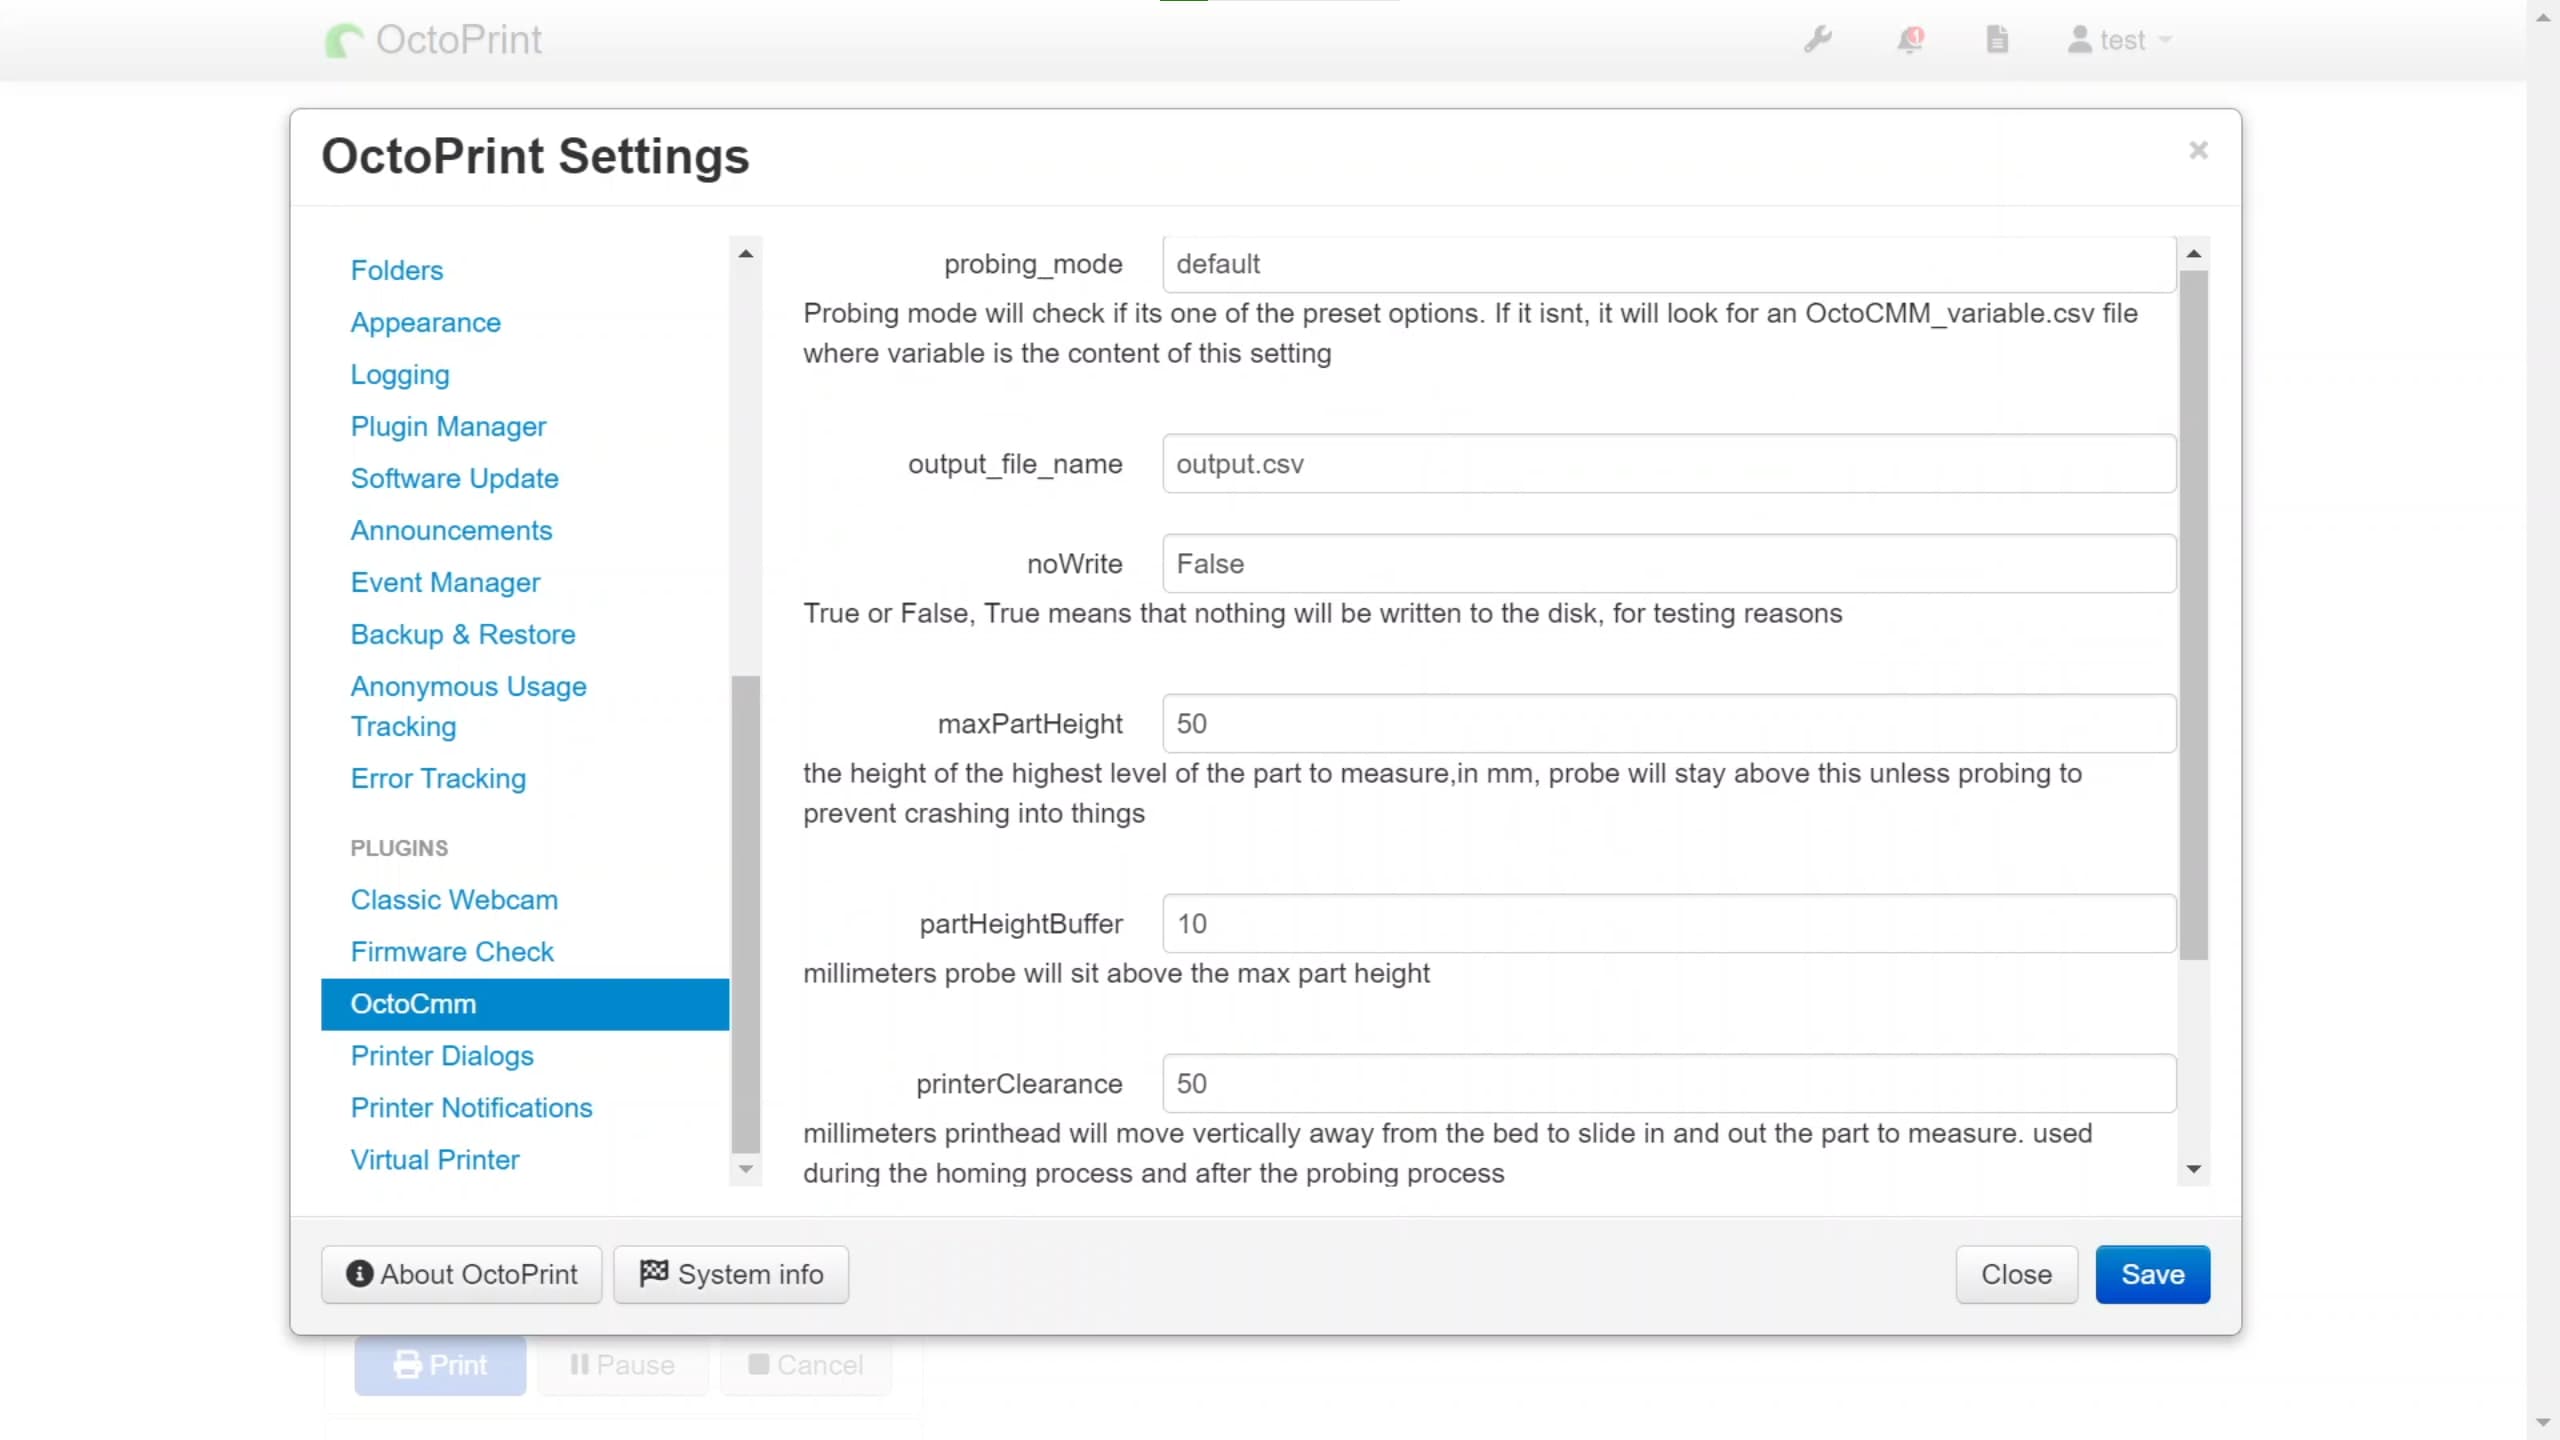 OctoPrint
1
test
OctoPrint Settings
×
Folders
Appearance
Logging
Plugin Manager
Software Update
Announcements
Event Manager
Backup & Restore
Anonymous Usage
Tracking
Error Tracking
PLUGINS
Classic Webcam
Firmware Check
OctoCmm
Printer Dialogs
Printer Notifications
Virtual Printer
probing_mode default
Probing mode will check if its one of the preset options. If it isnt, it will look for an OctoCMM_variable.csv file
where variable is the content of this setting
output_file_name output.csv
noWrite False
True or False, True means that nothing will be written to the disk, for testing reasons
maxPartHeight 50
the height of the highest level of the part to measure,in mm, probe will stay above this unless probing to
prevent crashing into things
partHeightBuffer 10
millimeters probe will sit above the max part height
printerClearance 50
millimeters printhead will move vertically away from the bed to slide in and out the part to measure. used
during the homing process and after the probing process
About OctoPrint System info Close Save
Print Pause Cancel